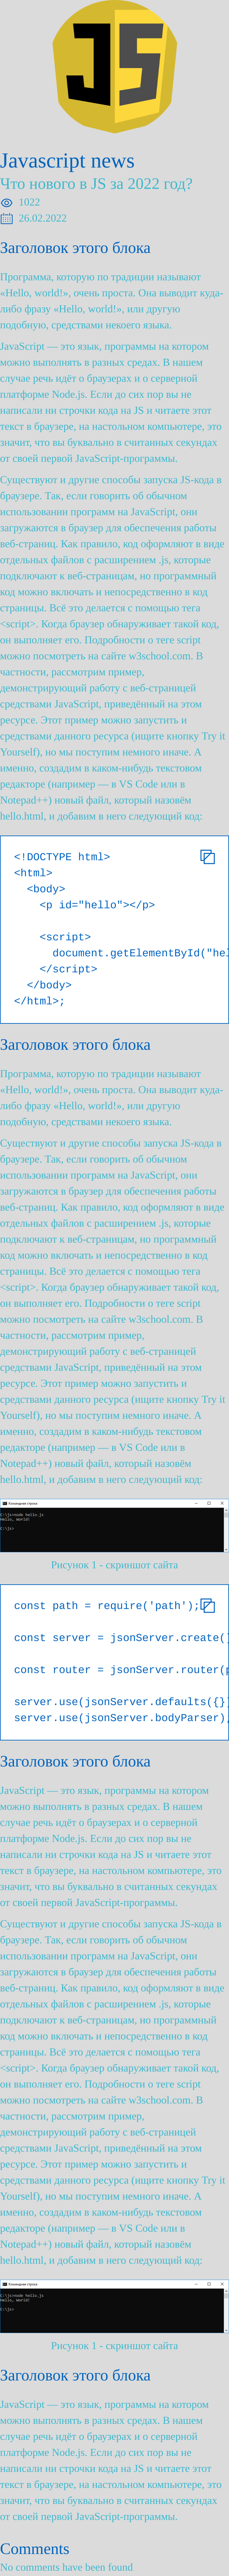 JS
Javascript news
Что нового в JS за 2022 год?
1022
26.02.2022
Заголовок этого блока
Программа, которую по традиции называют
«Hello, world!», очень проста. Она выводит куда-
либо фразу «Hello, world!», или другую
подобную, средствами некоего языка.
JavaScript — это язык, программы на котором
можно выполнять в разных средах. В нашем
случае речь идёт о браузерах и о серверной
платформе Node.js. Если до сих пор вы не
написали ни строчки кода на JS и читаете этот
текст в браузере, на настольном компьютере, это
значит, что вы буквально в считанных секундах
от своей первой JavaScript-программы.
Существуют и другие способы запуска JS-кода в
браузере. Так, если говорить об обычном
использовании программ на JavaScript, они
загружаются в браузер для обеспечения работы
веб-страниц. Как правило, код оформляют в виде
отдельных файлов с расширением .js, которые
подключают к веб-страницам, но программный
код можно включать и непосредственно в код
страницы. Всё это делается с помощью тега
<script>. Когда браузер обнаруживает такой код,
он выполняет его. Подробности о теге script
можно посмотреть на сайте w3school.com. В
частности, рассмотрим пример,
демонстрирующий работу с веб-страницей
средствами JavaScript, приведённый на этом
ресурсе. Этот пример можно запустить и
средствами данного ресурса (ищите кнопку Try it
Yourself), но мы поступим немного иначе. А
именно, создадим в каком-нибудь текстовом
редакторе (например — в VS Code или в
Notepad++) новый файл, который назовём
hello.html, и добавим в него следующий код:
<!DOCTYPE html>
<html>
<body>
<p id="hello"></p>
<script>
document.getElementById("hel
</script>
</body>
</html>;
Заголовок этого блока
Программа, которую по традиции называют
«Hello, world!», очень проста. Она выводит куда-
либо фразу «Hello, world!», или другую
подобную, средствами некоего языка.
Существуют и другие способы запуска JS-кода в
браузере. Так, если говорить об обычном
использовании программ на JavaScript, они
загружаются в браузер для обеспечения работы
веб-страниц. Как правило, код оформляют в виде
отдельных файлов с расширением .js, которые
подключают к веб-страницам, но программный
код можно включать и непосредственно в код
страницы. Всё это делается с помощью тега
<script>. Когда браузер обнаруживает такой код,
он выполняет его. Подробности о теге script
можно посмотреть на сайте w3school.com. В
частности, рассмотрим пример,
демонстрирующий работу с веб-страницей
средствами JavaScript, приведённый на этом
ресурсе. Этот пример можно запустить и
средствами данного ресурса (ищите кнопку Try it
Yourself), но мы поступим немного иначе. А
именно, создадим в каком-нибудь текстовом
редакторе (например — в VS Code или в
Notepad++) новый файл, который назовём
hello.html, и добавим в него следующий код:
Командная строка
C:\js>node hello.js
Hello, World!
C:\js>
Рисунок 1 - скриншот сайта
const path = require('path');
const server = jsonServer.create()
const router = jsonServer.router(p
server.use(jsonServer.defaults({})
server.use(jsonServer.bodyParser);
Заголовок этого блока
JavaScript — это язык, программы на котором
можно выполнять в разных средах. В нашем
случае речь идёт о браузерах и о серверной
платформе Node.js. Если до сих пор вы не
написали ни строчки кода на JS и читаете этот
текст в браузере, на настольном компьютере, это
значит, что вы буквально в считанных секундах
от своей первой JavaScript-программы.
Существуют и другие способы запуска JS-кода в
браузере. Так, если говорить об обычном
использовании программ на JavaScript, они
загружаются в браузер для обеспечения работы
веб-страниц. Как правило, код оформляют в виде
отдельных файлов с расширением .js, которые
подключают к веб-страницам, но программный
код можно включать и непосредственно в код
страницы. Всё это делается с помощью тега
<script>. Когда браузер обнаруживает такой код,
он выполняет его. Подробности о теге script
можно посмотреть на сайте w3school.com. В
частности, рассмотрим пример,
демонстрирующий работу с веб-страницей
средствами JavaScript, приведённый на этом
ресурсе. Этот пример можно запустить и
средствами данного ресурса (ищите кнопку Try it
Yourself), но мы поступим немного иначе. А
именно, создадим в каком-нибудь текстовом
редакторе (например — в VS Code или в
Notepad++) новый файл, который назовём
hello.html, и добавим в него следующий код:
Командная строка
C:\js>node hello.js
Hello, World!
C:\js>
Рисунок 1 - скриншот сайта
Заголовок этого блока
JavaScript — это язык, программы на котором
можно выполнять в разных средах. В нашем
случае речь идёт о браузерах и о серверной
платформе Node.js. Если до сих пор вы не
написали ни строчки кода на JS и читаете этот
текст в браузере, на настольном компьютере, это
значит, что вы буквально в считанных секундах
от своей первой JavaScript-программы.
Comments
No comments have been found